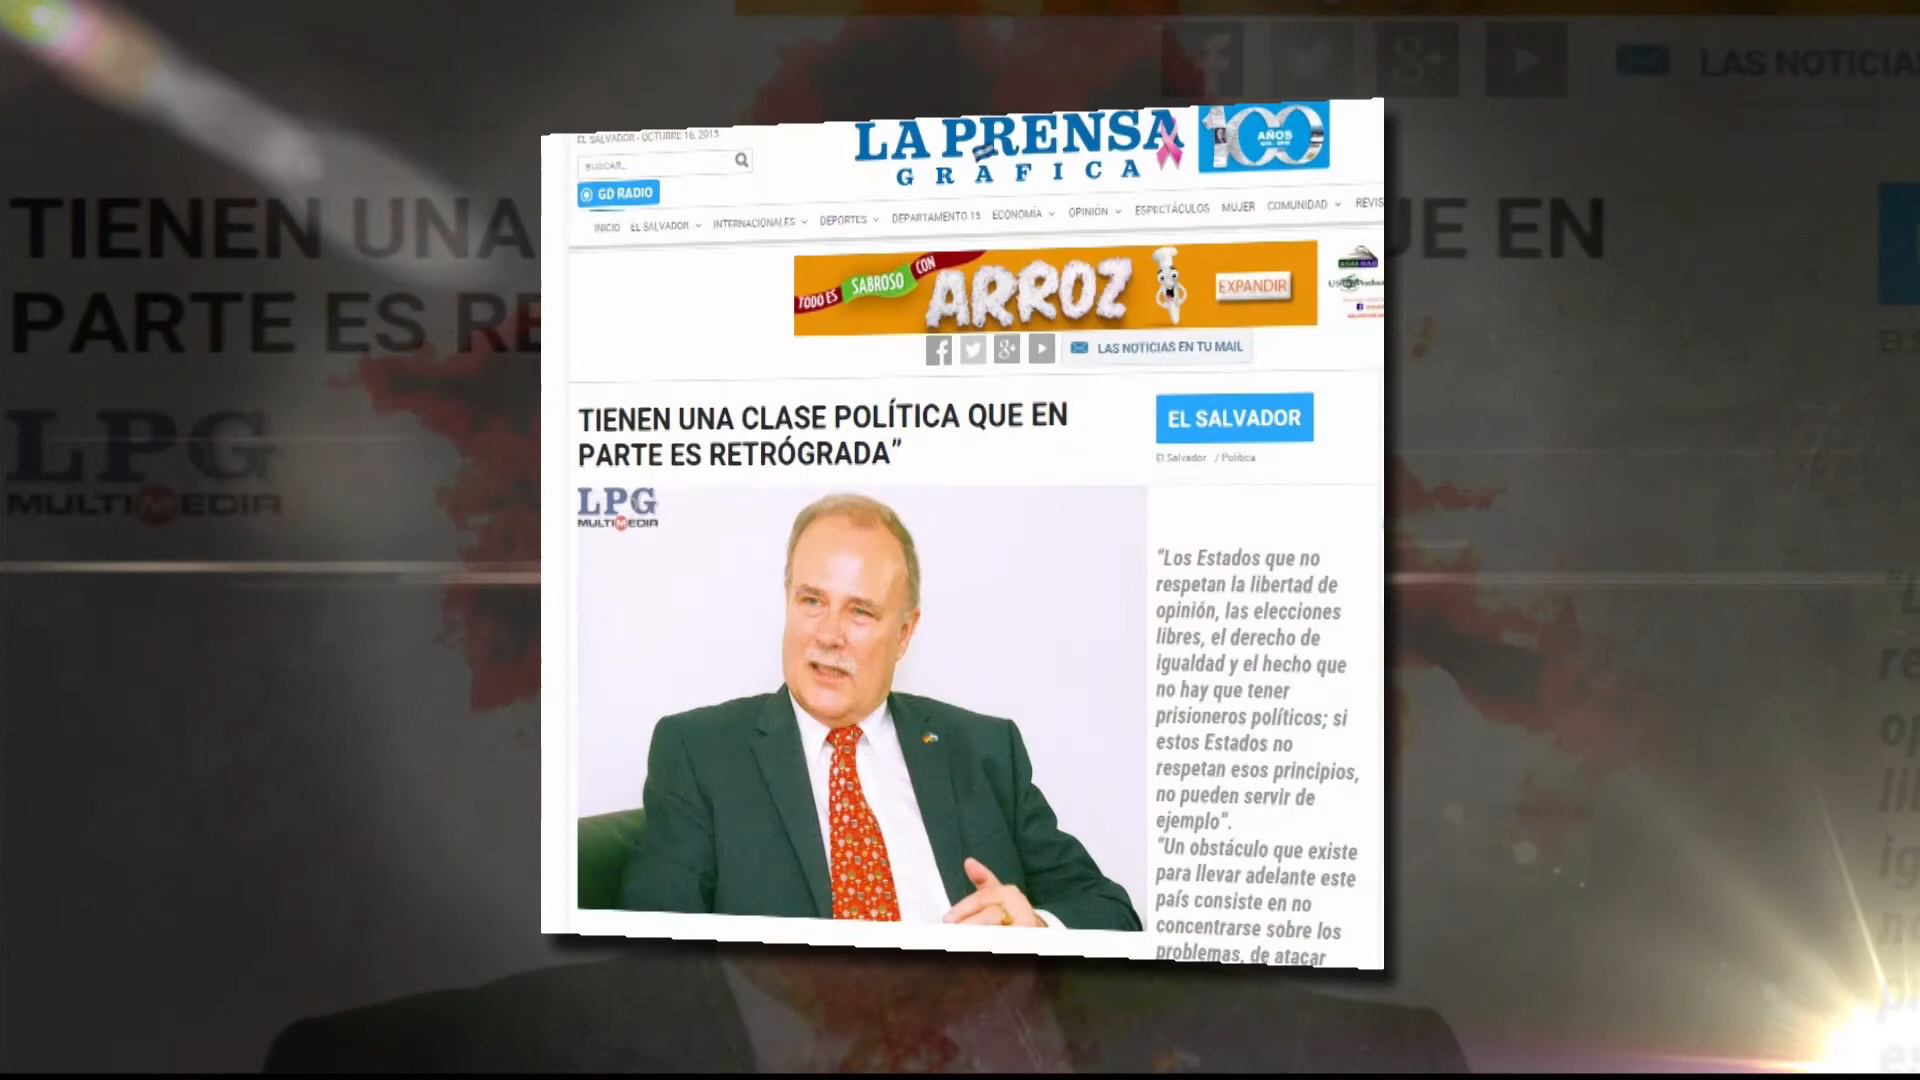 LAS NOTICIAS
TIENEN UNA
UE EN
PARTE ES RE
LPG
MULTIMEDIA
EL SALVADOR - OCTUBRE 16, 2015
BUSCAR...
GD RADIO
LA PRENSA
GRÁFICA
100
AÑOS
INICIO EL SALVADOR INTERNACIONALES DEPORTES DEPARTAMENTO 15 ECONOMÍA OPINIÓN ESPECTÁCULOS MUJER COMUNIDAD REVIS
TODO ES SABROSO CON ARROZ
EXPANDIR
LAS NOTICIAS EN TU MAIL
TIENEN UNA CLASE POLÍTICA QUE EN
PARTE ES RETRÓGRADA”
EL SALVADOR
El Salvador / Política
LPG
MULTIMEDIA
“Los Estados que no
respetan la libertad de
opinión, las elecciones
libres, el derecho de
igualdad y el hecho que
no hay que tener
prisioneros políticos; si
estos Estados no
respetan esos principios,
no pueden servir de
ejemplo".
“Un obstáculo que existe
para llevar adelante este
país consiste en no
concentrarse sobre los
problemas, de atacar